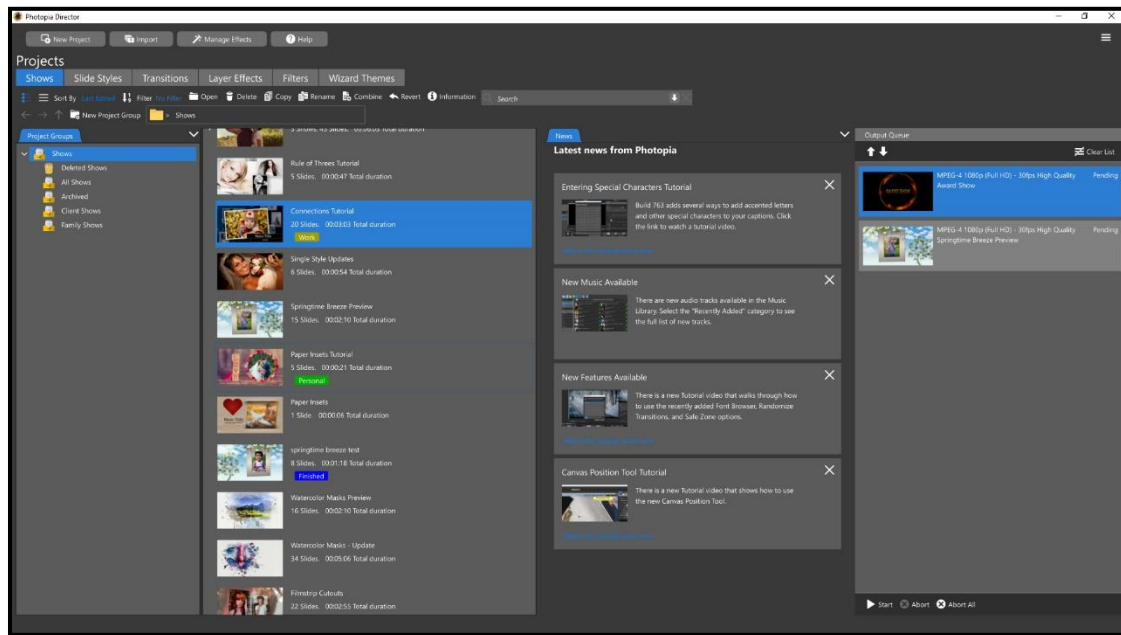 Photopia Director
New Project
Import
Manage Effects
Help
Projects
Shows
Slide Styles
Transitions
Layer Effects
Filters
Wizard Themes
Sort By Last Edited
Filter No Filter
Open
Delete
Copy
Rename
Combine
Revert
Information
Search
New Project Group
Shows
Project Groups
Shows
Deleted Shows
All Shows
Archived
Client Shows
Family Shows
Rule of Threes Tutorial
5 Slides. 00:00:47 Total duration
Connections Tutorial
20 Slides. 00:03:03 Total duration
Work
Single Style Updates
6 Slides. 00:00:54 Total duration
Springtime Breeze Preview
15 Slides. 00:02:10 Total duration
Paper Insets Tutorial
5 Slides. 00:00:21 Total duration
Personal
Paper Insets
1 Slide. 00:00:06 Total duration
springtime breeze test
8 Slides. 00:01:18 Total duration
Finished
Watercolor Masks Preview
16 Slides. 00:02:10 Total duration
Watercolor Masks - Update
34 Slides. 00:05:06 Total duration
Filmstrip Cutouts
22 Slides. 00:02:55 Total duration
News
Latest news from Photopia
Entering Special Characters Tutorial
Build 763 adds several ways to add accented letters
and other special characters to your captions. Click
the link to watch a tutorial video.
New Music Available
There are new audio tracks available in the Music
Library. Select the "Recently Added" category to see
the full list of new tracks.
New Features Available
There is a new Tutorial video that walks through how
to use the recently added Font Browser, Randomize
Transitions, and Safe Zone options.
Canvas Position Tool Tutorial
There is a new Tutorial video that shows how to use
the new Canvas Position Tool.
Output Queue
Clear List
MPEG-4 1080p (Full HD) - 30fps High Quality
Pending
Award Show
MPEG-4 1080p (Full HD) - 30fps High Quality
Pending
Springtime Breeze Preview
Start
Abort
Abort All